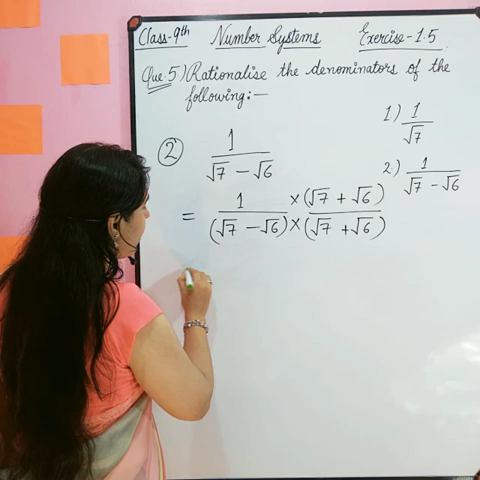 Class-9th Number Systems Exercise-1.5
Que.5) Rationalise the denominators of the
following:—
1) 1/√7
2) 1/(√7 - √6)
② 1/(√7 - √6)
= 1/(√7 - √6) × (√7 + √6)/× (√7 + √6)